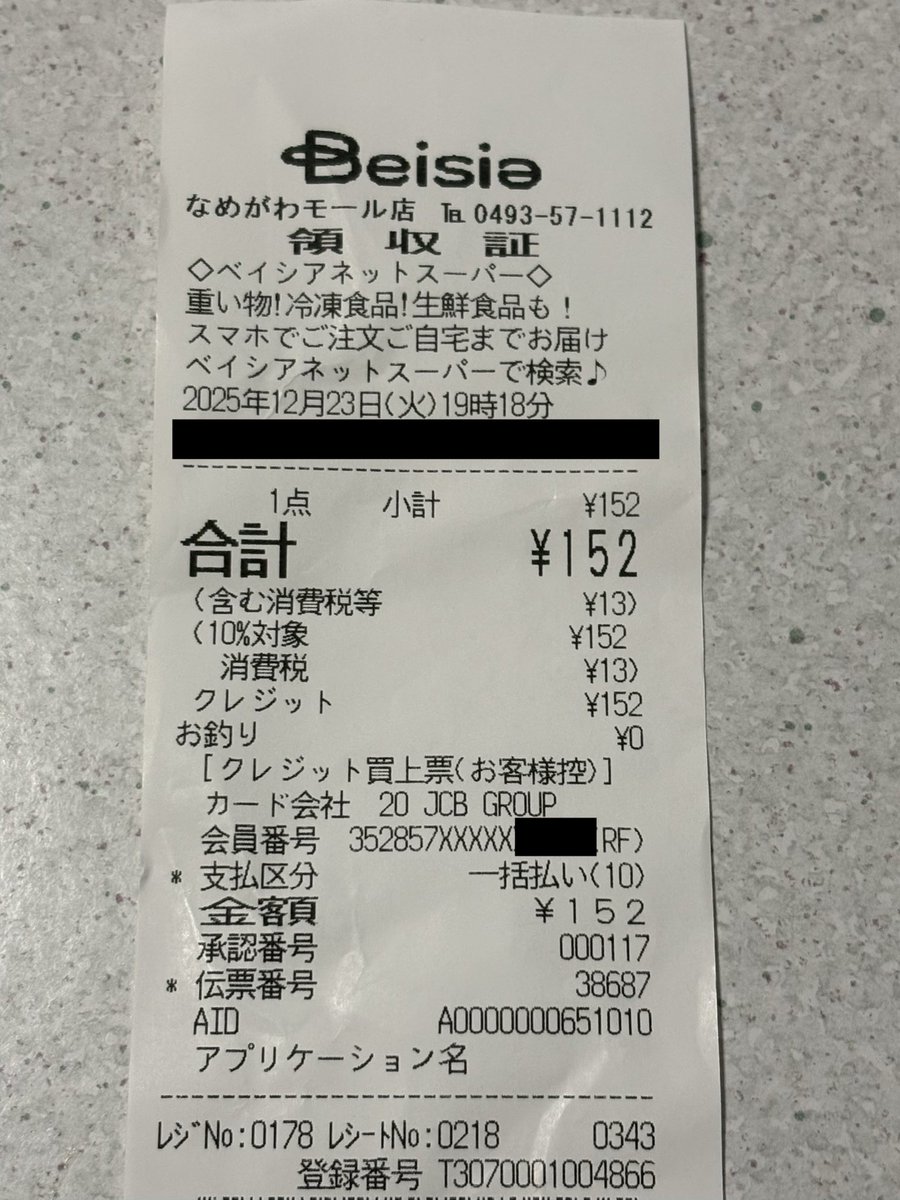 Beisia
なめがわモール店 ℡ 0493-57-1112
領収証
◇ベイシアネットスーパー◇
重い物!冷凍食品!生鮮食品も!
スマホでご注文ご自宅までお届け
ベイシアネットスーパーで検索♪
2025年12月23日(火)19時18分
1点 小計 ¥152
合計 ¥152
(含む消費税等 ¥13)
(10%対象 ¥152
消費税 ¥13)
クレジット ¥152
お釣り ¥0
[クレジット買上票(お客様控)]
カード会社 20 JCB GROUP
会員番号 352857XXXXX RF)
* 支払区分 一括払い(10)
金額 ¥152
承認番号 000117
* 伝票番号 38687
AID A0000000651010
アプリケーション名
レジNo:0178 レシートNo:0218 0343
登録番号 T3070001004866